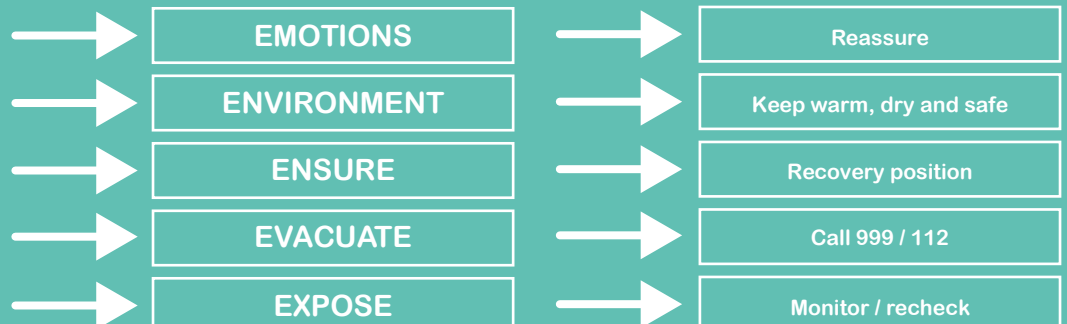 EMOTIONS
Reassure
ENVIRONMENT
Keep warm, dry and safe
ENSURE
Recovery position
EVACUATE
Call 999 / 112
EXPOSE
Monitor / recheck